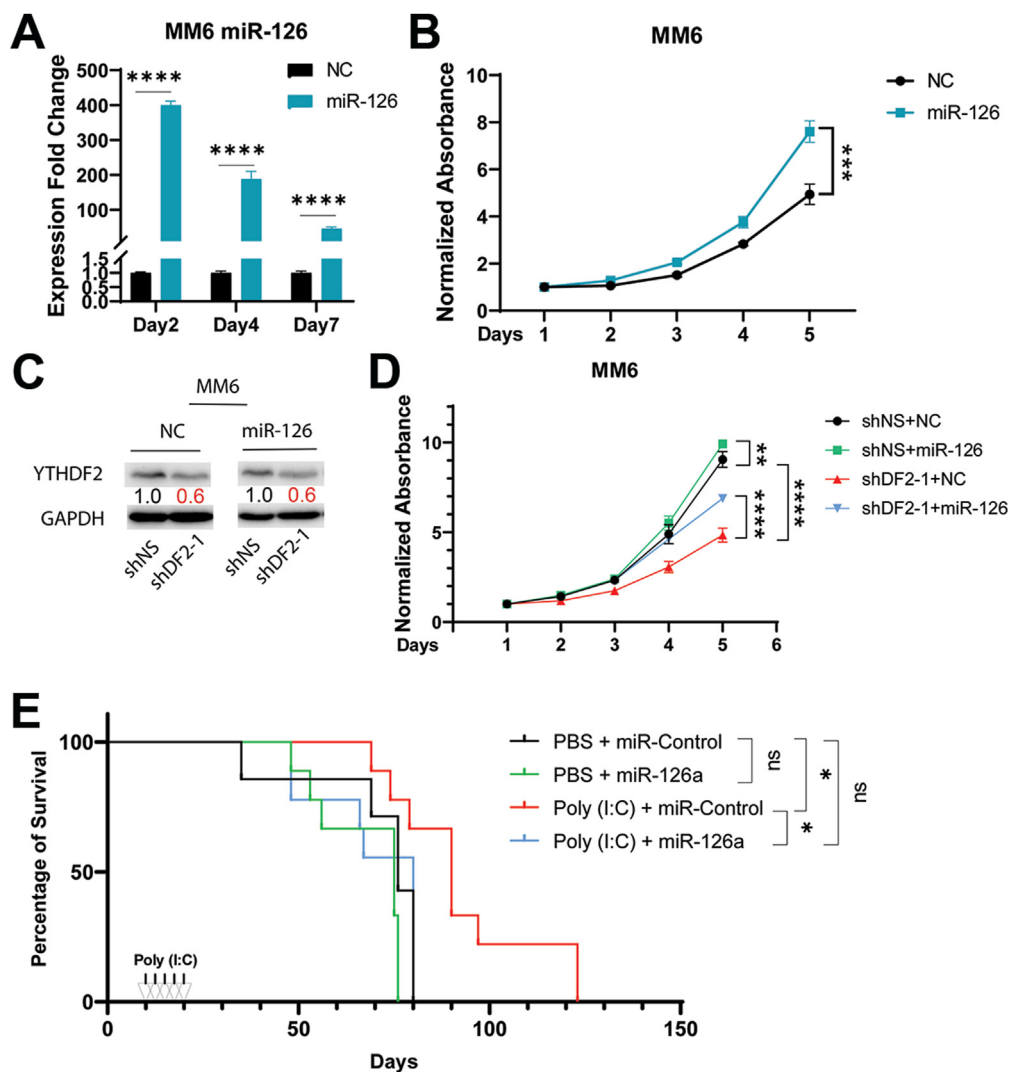 A
MM6 miR-126
Expression Fold Change
500
400
300
200
100
1.5
1.0
0.5
0.0
****
****
****
NC
miR-126
Day2
Day4
Day7
B
MM6
Normalized Absorbance
10
8
6
4
2
0
***
NC
miR-126
Days 1 2 3 4 5
C
MM6
NC
miR-126
YTHDF2
1.0 0.6 1.0 0.6
GAPDH
shNS shDF2-1 shNS shDF2-1
D
MM6
Normalized Absorbance
10
5
0
**
****
****
shNS+NC
shNS+miR-126
shDF2-1+NC
shDF2-1+miR-126
Days 1 2 3 4 5 6
E
Percentage of Survival
100
50
0
PBS + miR-Control
PBS + miR-126a
Poly (I:C) + miR-Control
Poly (I:C) + miR-126a
ns
*
*
ns
Poly (I:C)
0 50 100 150
Days